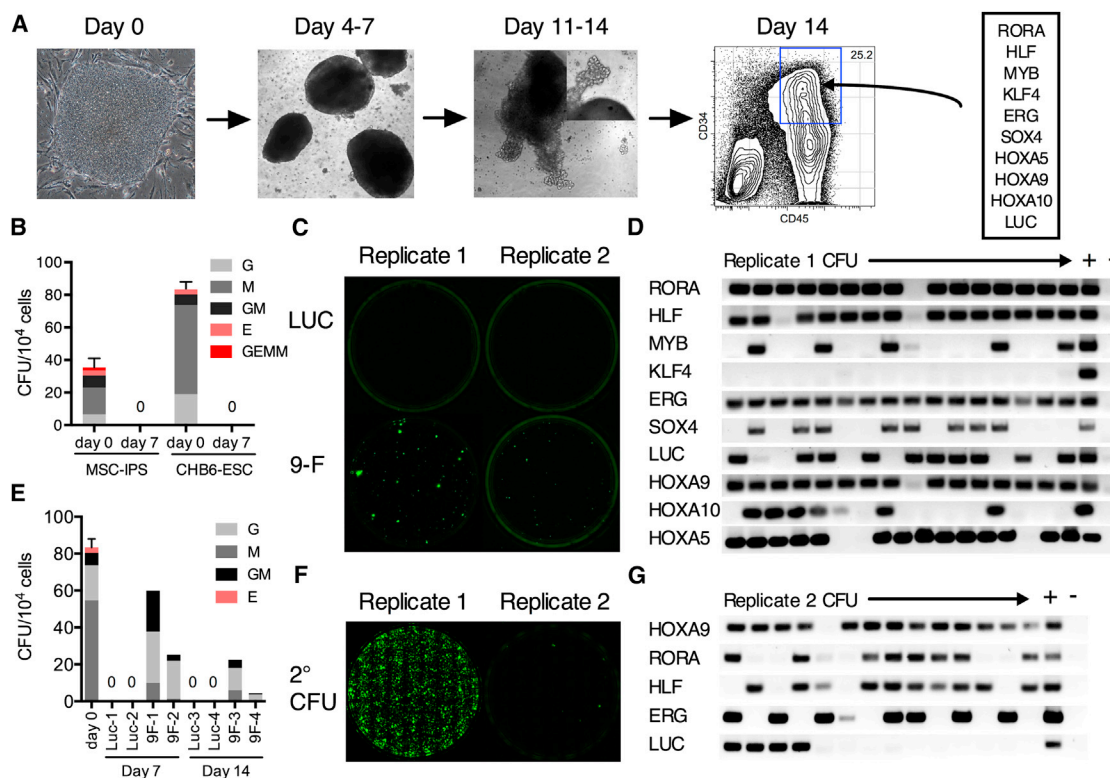 A
Day 0
Day 4-7
Day 11-14
Day 14
25.2
CD34
CD45
RORA
HLF
MYB
KLF4
ERG
SOX4
HOXA5
HOXA9
HOXA10
LUC
B
CFU/10⁴ cells
100
80
60
40
20
0
0
0
day 0
day 7
day 0
day 7
MSC-IPS
CHB6-ESC
G
M
GM
E
GEMM
C
Replicate 1
Replicate 2
LUC
9-F
D
Replicate 1 CFU + -
RORA
HLF
MYB
KLF4
ERG
SOX4
LUC
HOXA9
HOXA10
HOXA5
E
CFU/10⁴ cells
100
80
60
40
20
0
0 0
0 0
day 0
Luc-1
Luc-2
9F-1
9F-2
Luc-3
Luc-4
9F-3
9F-4
Day 7
Day 14
G
M
GM
E
F
Replicate 1
Replicate 2
2°
CFU
G
Replicate 2 CFU + -
HOXA9
RORA
HLF
ERG
LUC